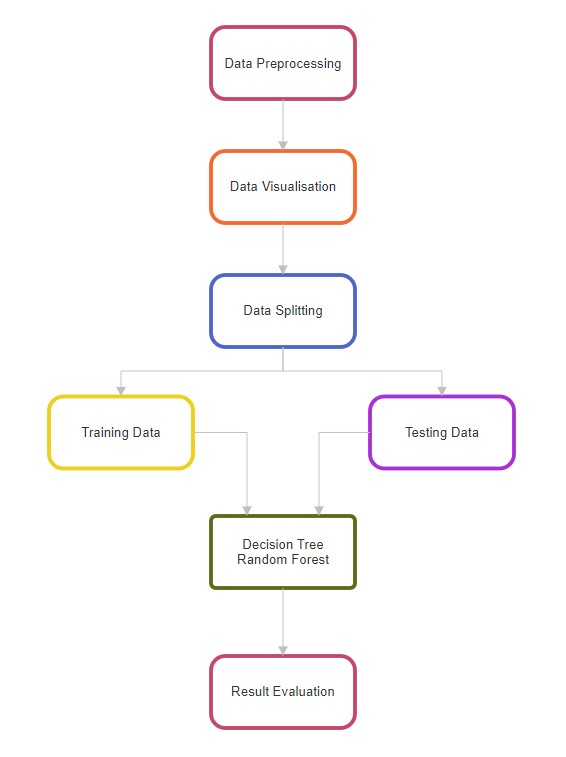 Data Preprocessing
Data Visualisation
Data Splitting
Training Data
Testing Data
Decision Tree
Random Forest
Result Evaluation